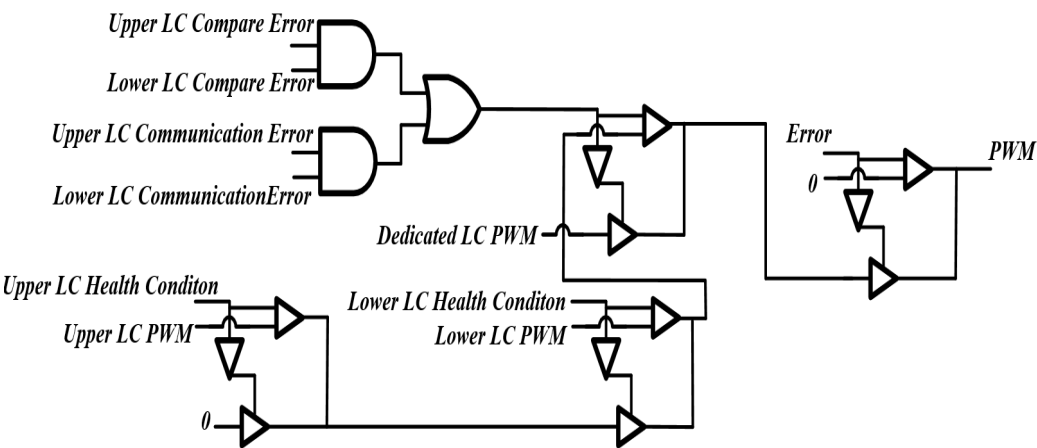 Upper LC Compare Error
Lower LC Compare Error
Upper LC Communication Error
Lower LC CommunicationError
Error
0
PWM
Dedicated LC PWM
Upper LC Health Conditon
Upper LC PWM
Lower LC Health Conditon
Lower LC PWM
0